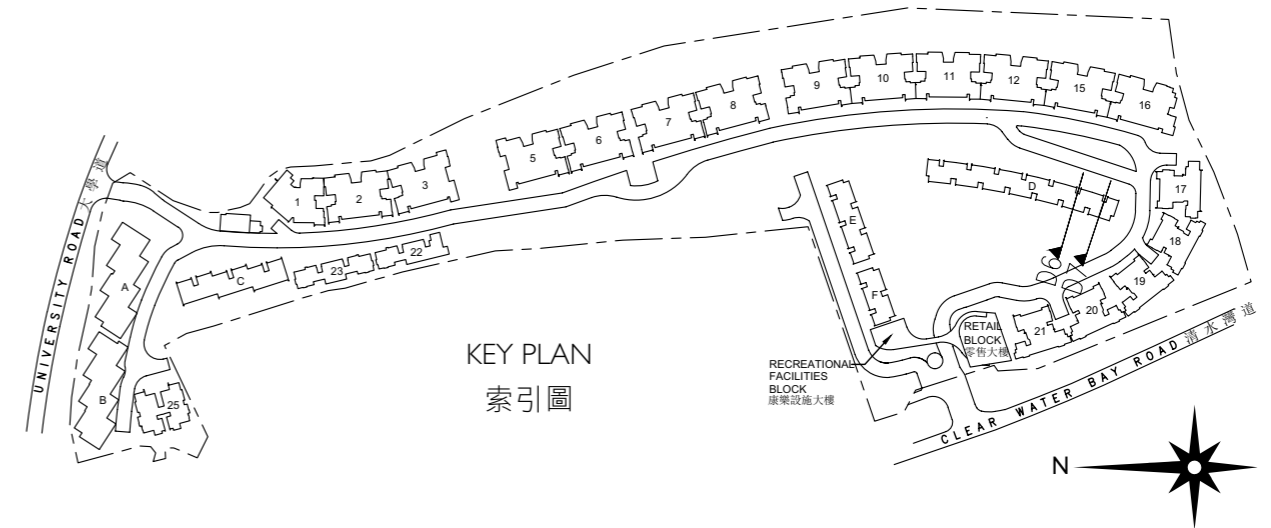 9
10
11
12
15
16
8
7
6
5
3
2
1
UNIVERSITY ROAD 大學道
A
B
C
23
22
25
D
E
F
17
18
19
20
21
KEY PLAN
索引圖
RETAIL
BLOCK
零售大樓
RECREATIONAL
FACILITIES
BLOCK
康樂設施大樓
CLEAR WATER BAY ROAD 清水灣道
N